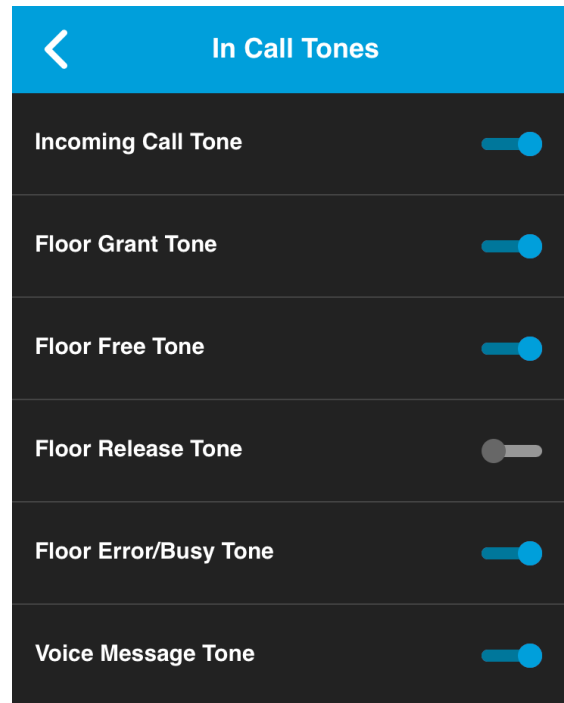 In Call Tones
Incoming Call Tone
Floor Grant Tone
Floor Free Tone
Floor Release Tone
Floor Error/Busy Tone
Voice Message Tone